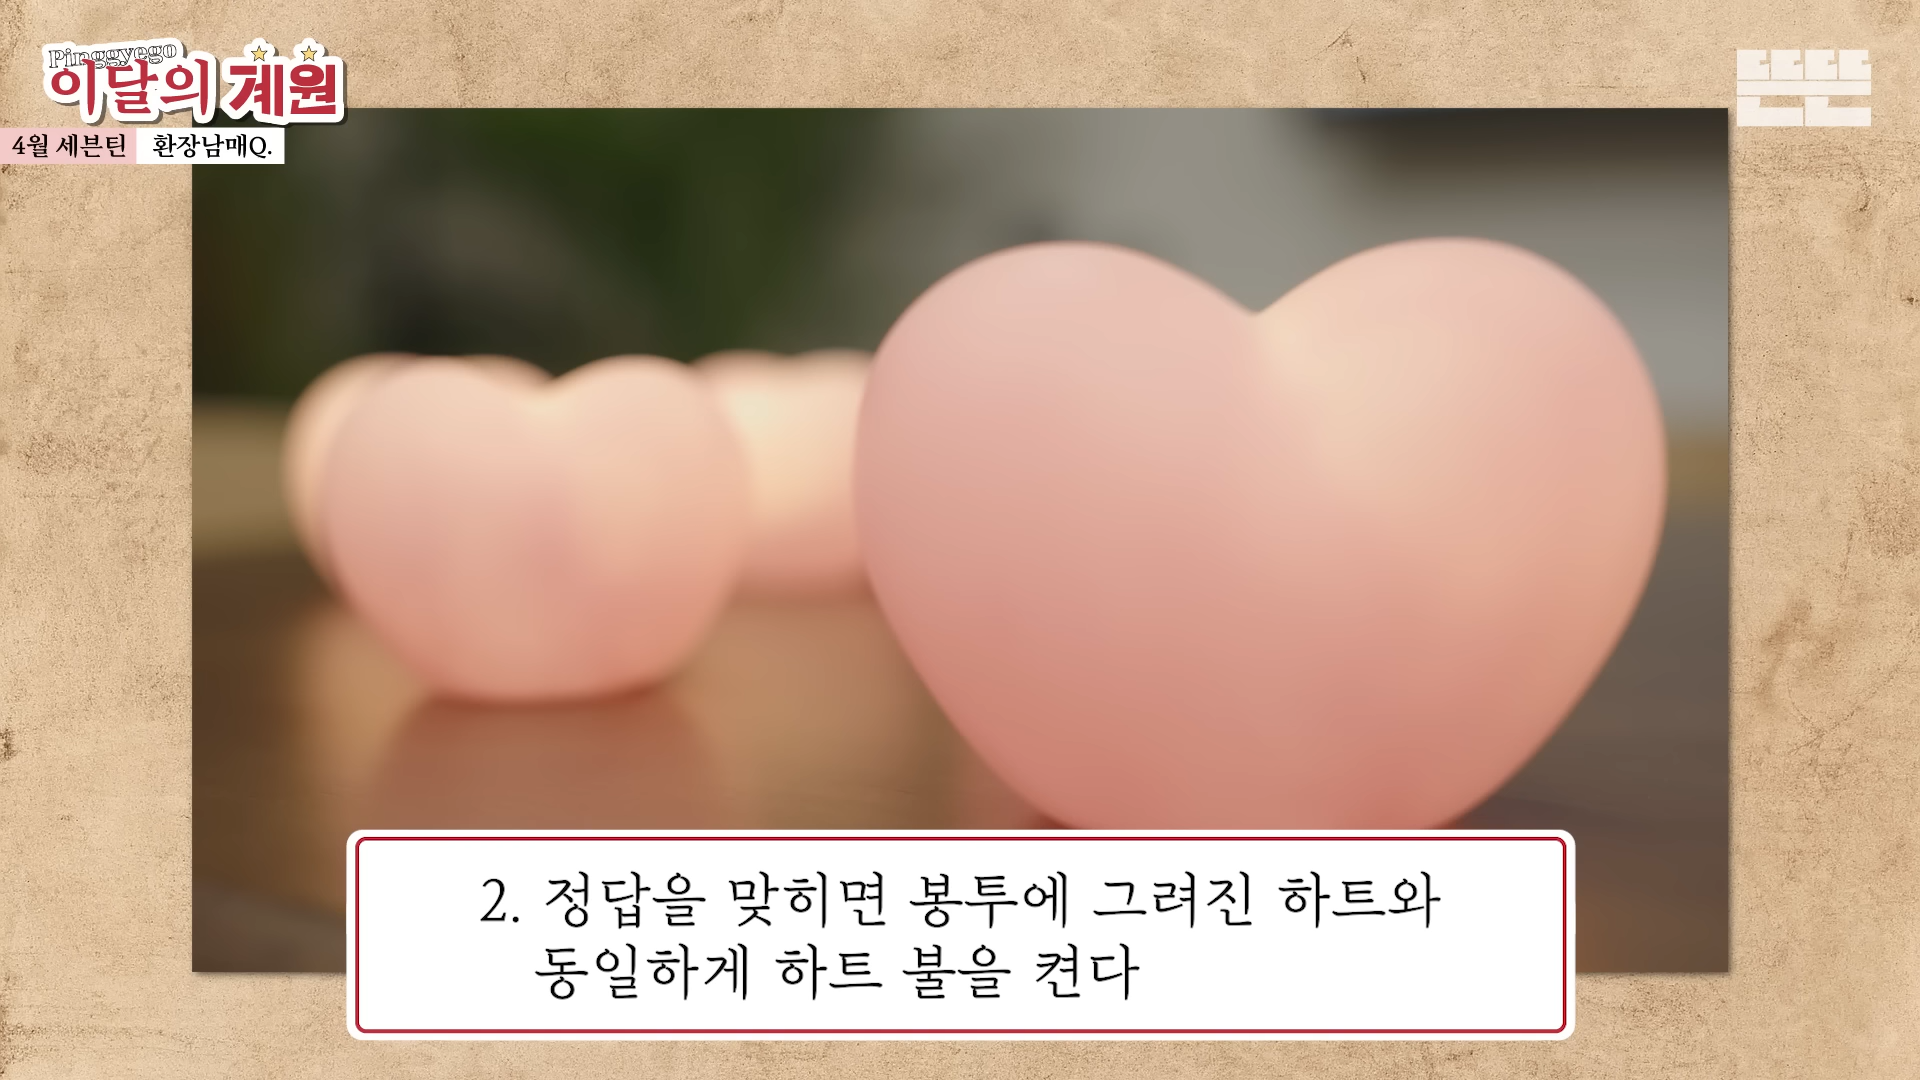 Pinggyego
이달의 계원
4월 세븐틴 환장남매Q.
뜬뜬
2. 정답을 맞히면 봉투에 그려진 하트와
동일하게 하트 불을 켠다